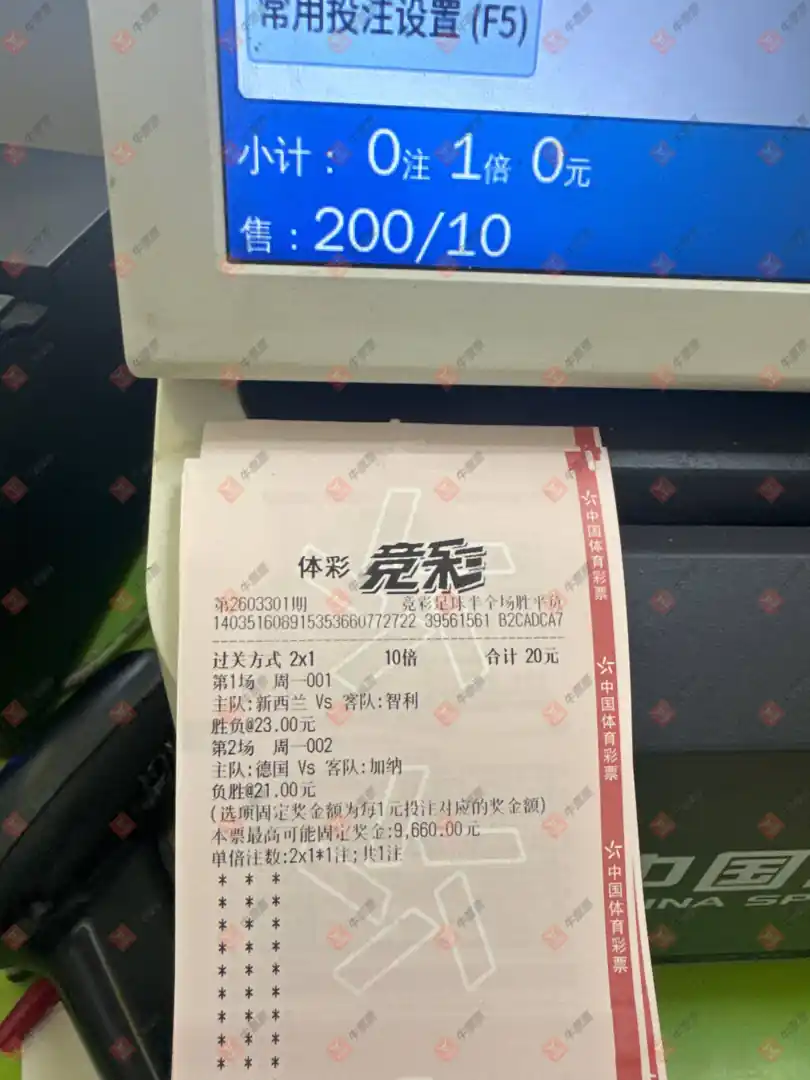 常用投注设置 (F5)
小计： 0注 1倍 0元
售：200/10
体彩 竞彩
第2603301期 竞彩足球半全场胜平负
140351608915353660772722 39561561 B2CADCA7
过关方式 2x1 10倍 合计 20元
第1场 周一001
主队:新西兰 Vs 客队:智利
胜负@23.00元
第2场 周一002
主队:德国 Vs 客队:加纳
负胜@21.00元
(选项固定奖金额为每1元投注对应的奖金额)
本票最高可能固定奖金:9,660.00元
单倍注数:2x1*1注;共1注
* * *
* * *
* * *
* * *
* * *
* * *
* * *
* * *
* * *
中国体育彩票
中国体育彩票
中国体育彩票
中国
INA SP